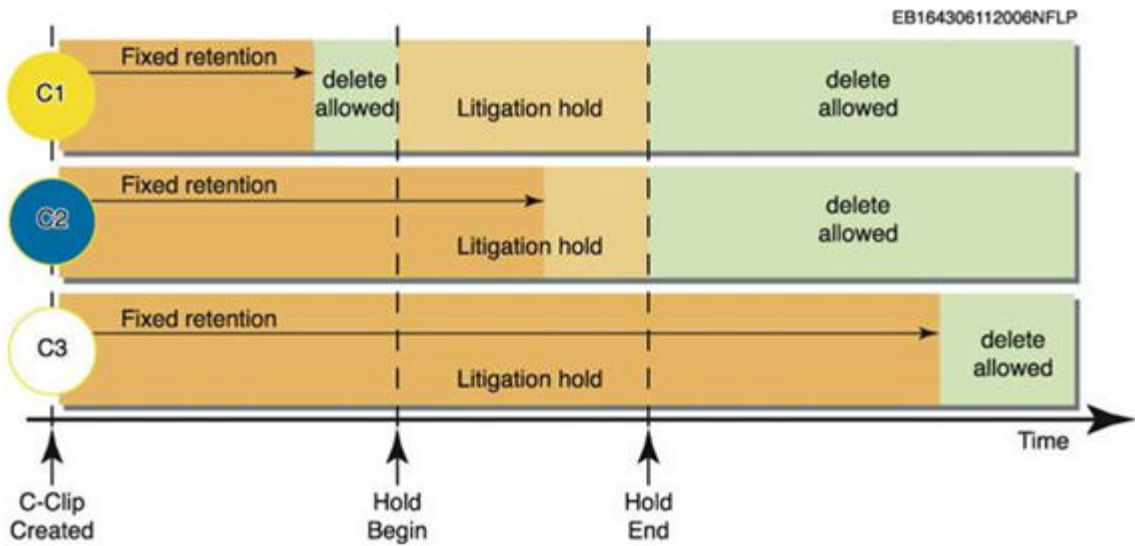 EB164306112006NFLP
Fixed retention
C1
delete
allowed
Litigation hold
delete
allowed
Fixed retention
C2
Litigation hold
delete
allowed
Fixed retention
C3
Litigation hold
delete
allowed
Time
C-Clip
Created
Hold
Begin
Hold
End